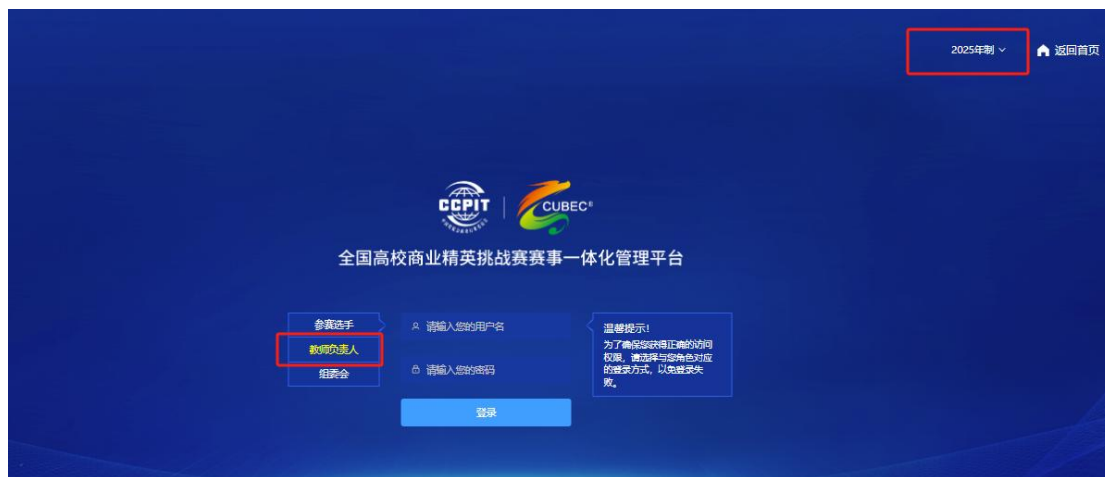 2025年制
返回首页
CCPIT
CUBEC®
全国高校商业精英挑战赛赛事一体化管理平台
参赛选手
教师负责人
组委会
请输入您的用户名
请输入您的密码
登录
温馨提示!
为了确保您获得正确的访问
权限，请选择与您角色对应
的登录方式，以免登录失
败。